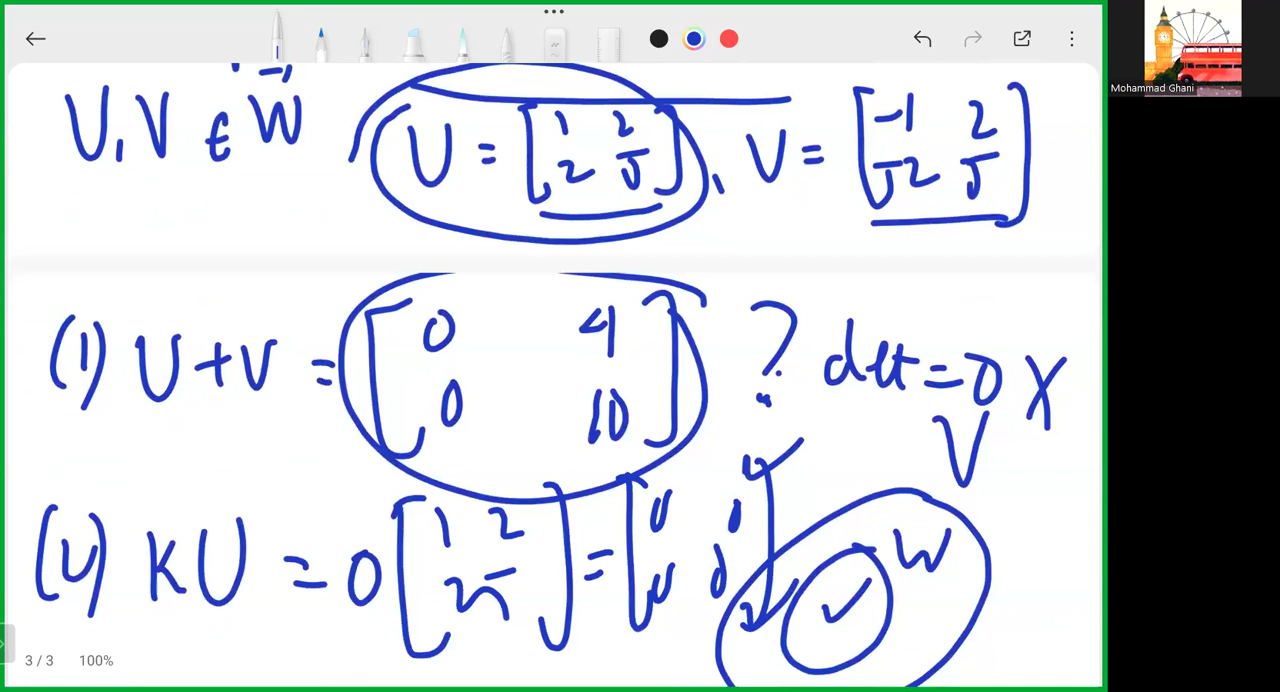 Mohammad Ghani
U, V ∈ W U = [1 2 2 5], V = [-1 2 -2 5]
(1) U + V = [0 4 0 10] ? det = 0 X
V
KU = 0 [1 2 2 5] = [0 0 0 0]
W
3 / 3 100%